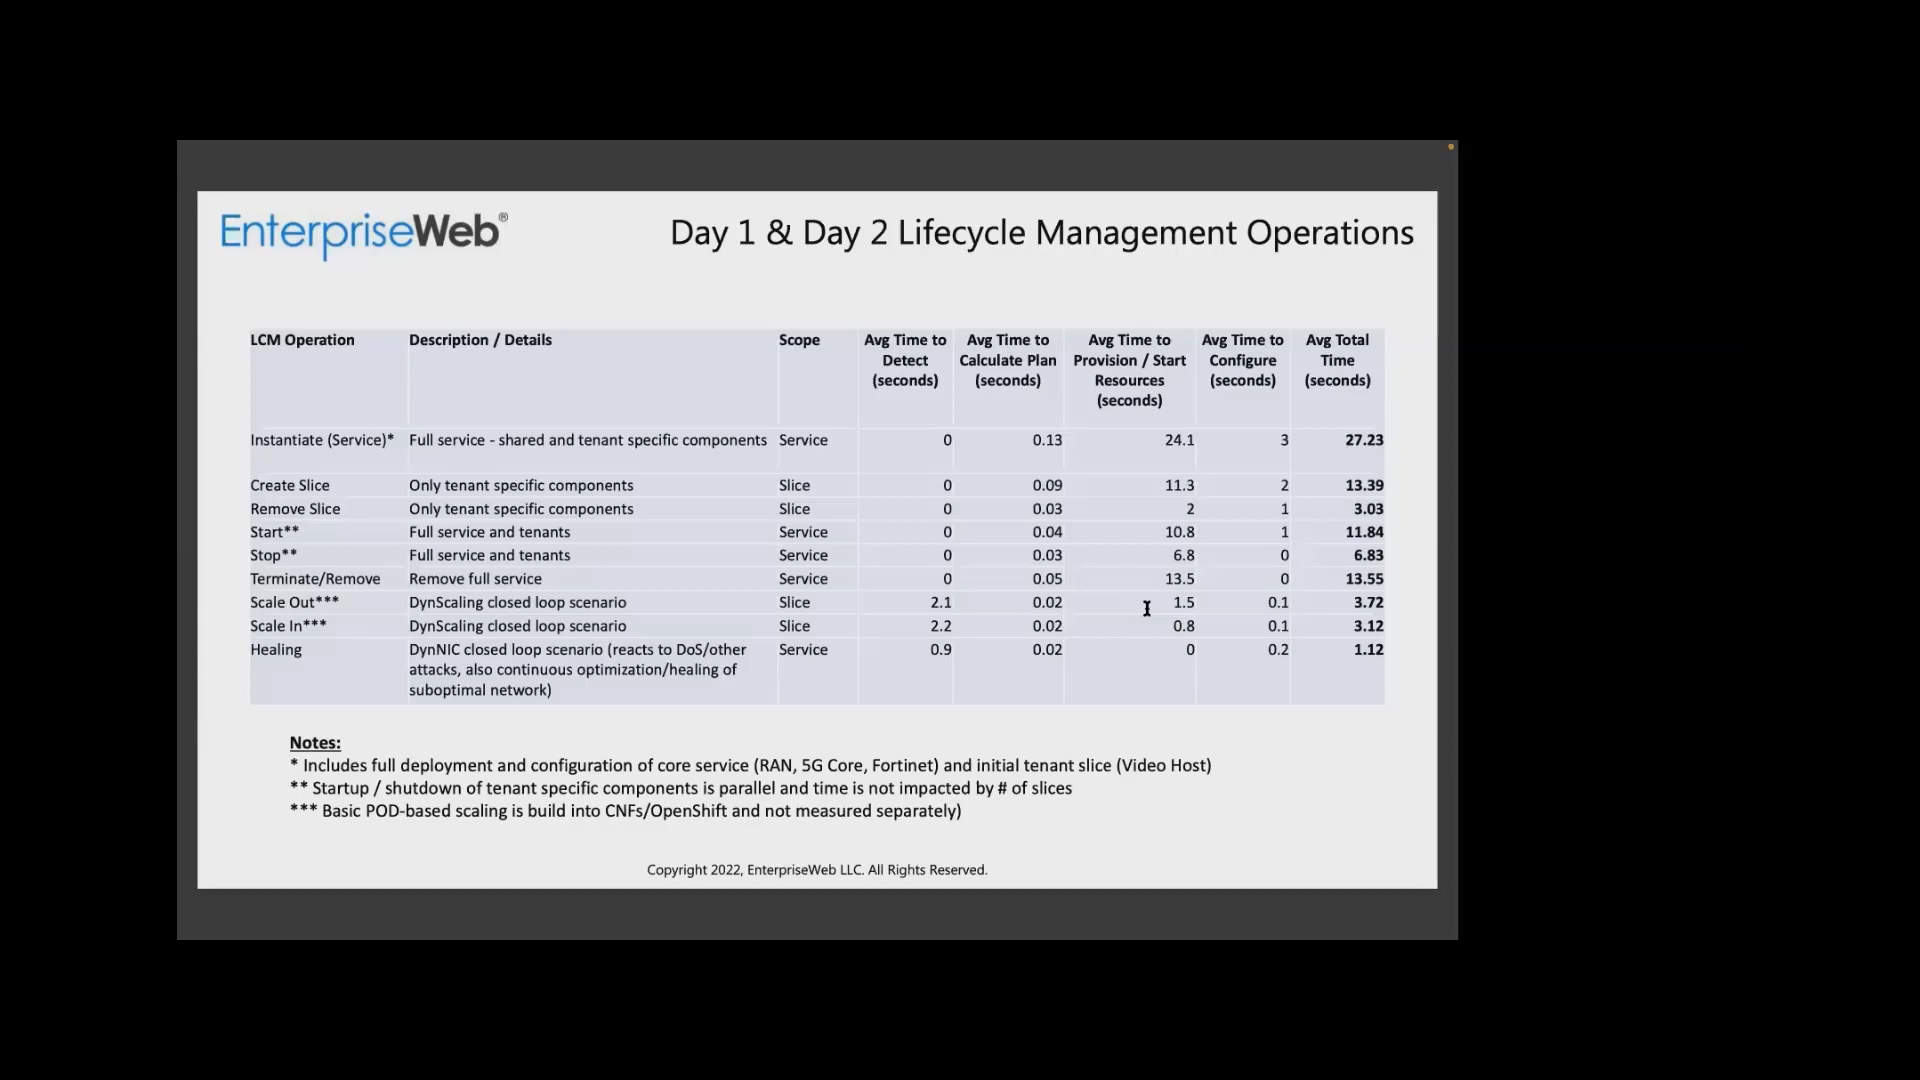 EnterpriseWeb®
Day 1 & Day 2 Lifecycle Management Operations
LCM Operation Description / Details Scope Avg Time to Detect (seconds) Avg Time to Calculate Plan (seconds) Avg Time to Provision / Start Resources (seconds) Avg Time to Configure (seconds) Avg Total Time (seconds)
Instantiate (Service)* Full service - shared and tenant specific components Service 0 0.13 24.1 3 27.23
Create Slice Only tenant specific components Slice 0 0.09 11.3 2 13.39
Remove Slice Only tenant specific components Slice 0 0.03 2 1 3.03
Start** Full service and tenants Service 0 0.04 10.8 1 11.84
Stop** Full service and tenants Service 0 0.03 6.8 0 6.83
Terminate/Remove Remove full service Service 0 0.05 13.5 0 13.55
Scale Out*** DynScaling closed loop scenario Slice 2.1 0.02 1.5 0.1 3.72
Scale In*** DynScaling closed loop scenario Slice 2.2 0.02 0.8 0.1 3.12
Healing DynNIC closed loop scenario (reacts to DoS/other Service 0.9 0.02 0 0.2 1.12
attacks, also continuous optimization/healing of
suboptimal network)
Notes:
* Includes full deployment and configuration of core service (RAN, 5G Core, Fortinet) and initial tenant slice (Video Host)
** Startup / shutdown of tenant specific components is parallel and time is not impacted by # of slices
*** Basic POD-based scaling is build into CNFs/OpenShift and not measured separately)
Copyright 2022, EnterpriseWeb LLC. All Rights Reserved.